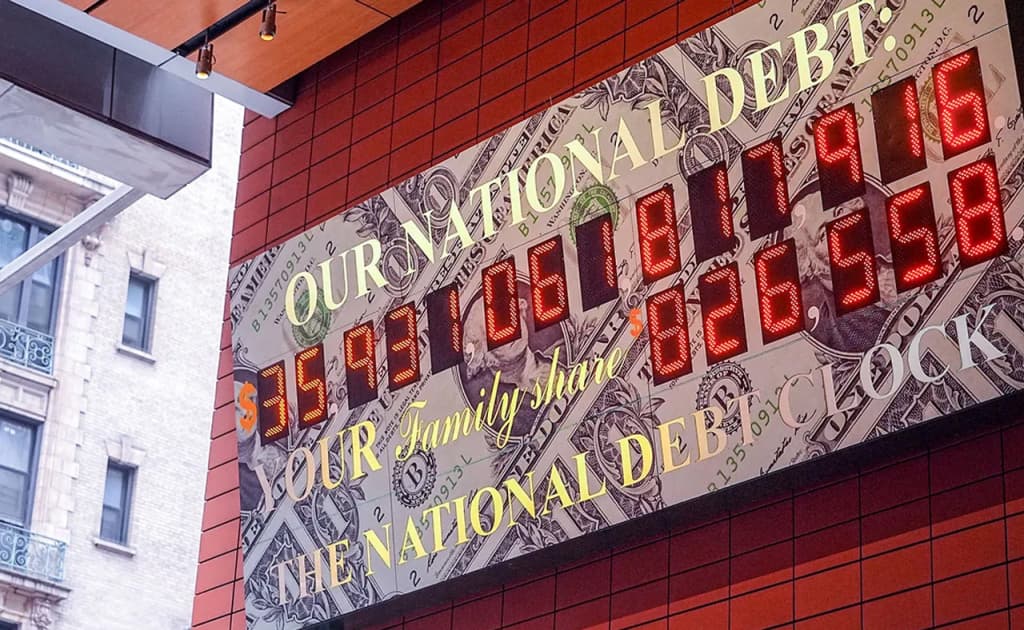 OUR NATIONAL DEBT:
$35,931,061,817,916
YOUR Family share $826,558
THE NATIONAL DEBT CLOCK